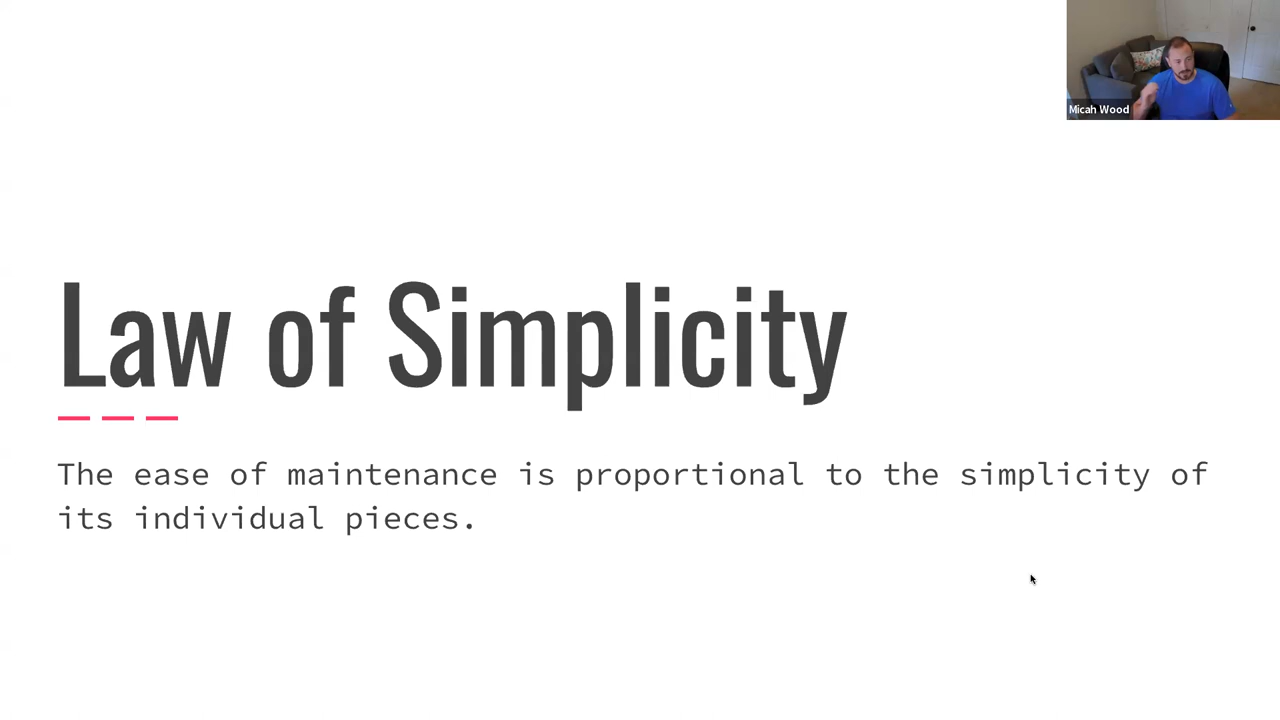 Micah Wood
Law of Simplicity
The ease of maintenance is proportional to the simplicity of
its individual pieces.